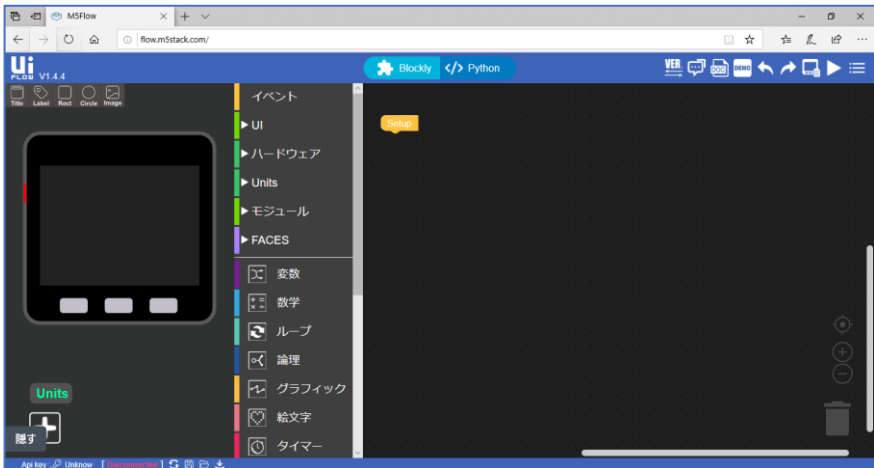 M5Flow
flow.m5stack.com/
Ui
FLOW V1.4.4
Blockly
</> Python
VER
DOC
DEMO
Title Label Rect Circle Image
イベント
UI
ハードウェア
Units
モジュール
FACES
変数
数学
ループ
論理
グラフィック
絵文字
タイマー
Setup
Units
隠す
Api key Unknow [ Disconnected ]